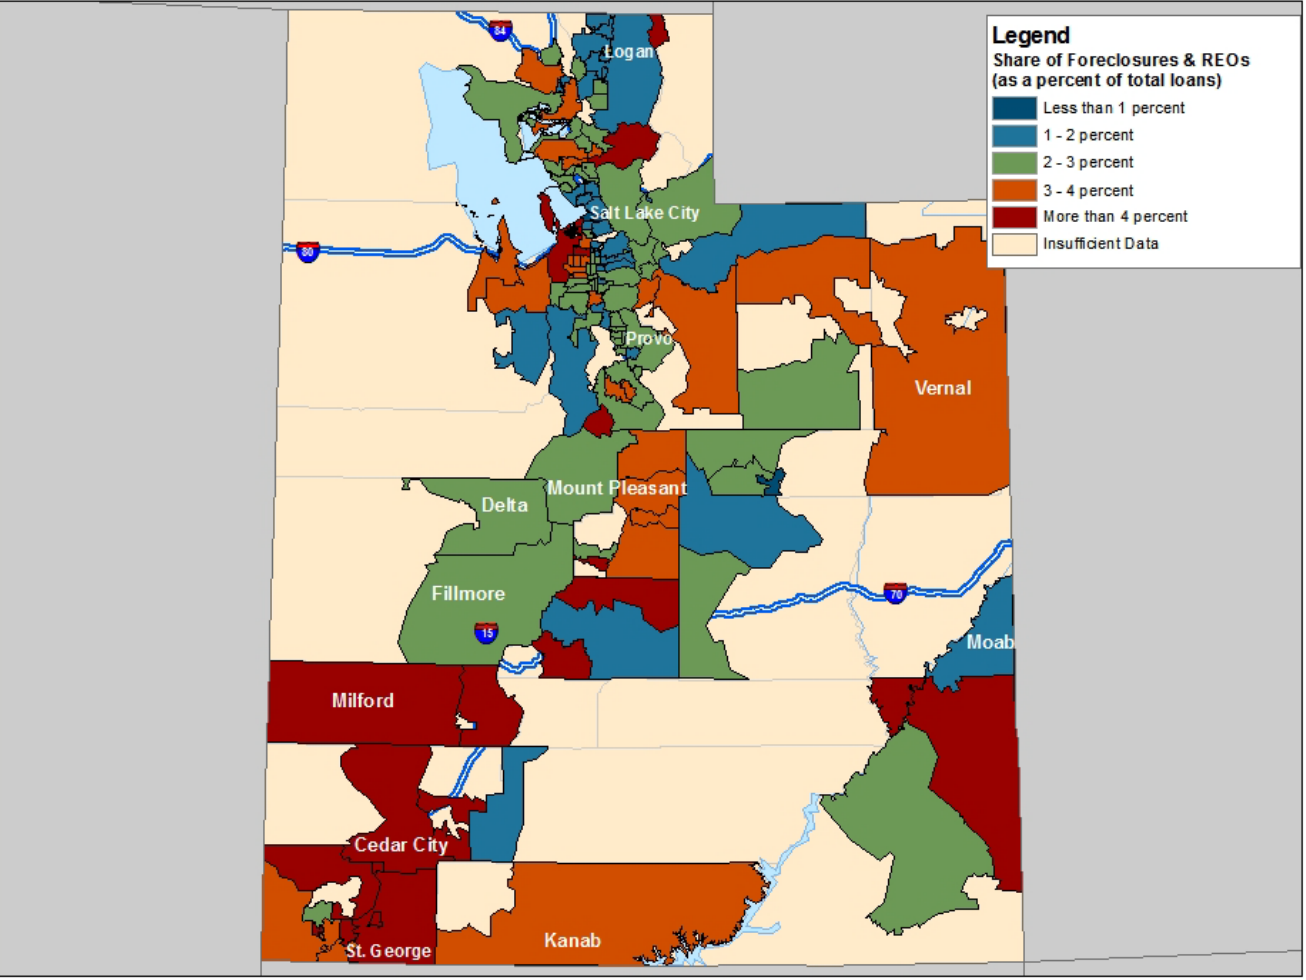 Legend
Share of Foreclosures & REOs
(as a percent of total loans)
Less than 1 percent
1 - 2 percent
2 - 3 percent
3 - 4 percent
More than 4 percent
Insufficient Data
84
Logan
Salt Lake City
80
Provo
Vernal
Mount Pleasant
Delta
Fillmore
70
15
Moab
Milford
Cedar City
Kanab
St. George